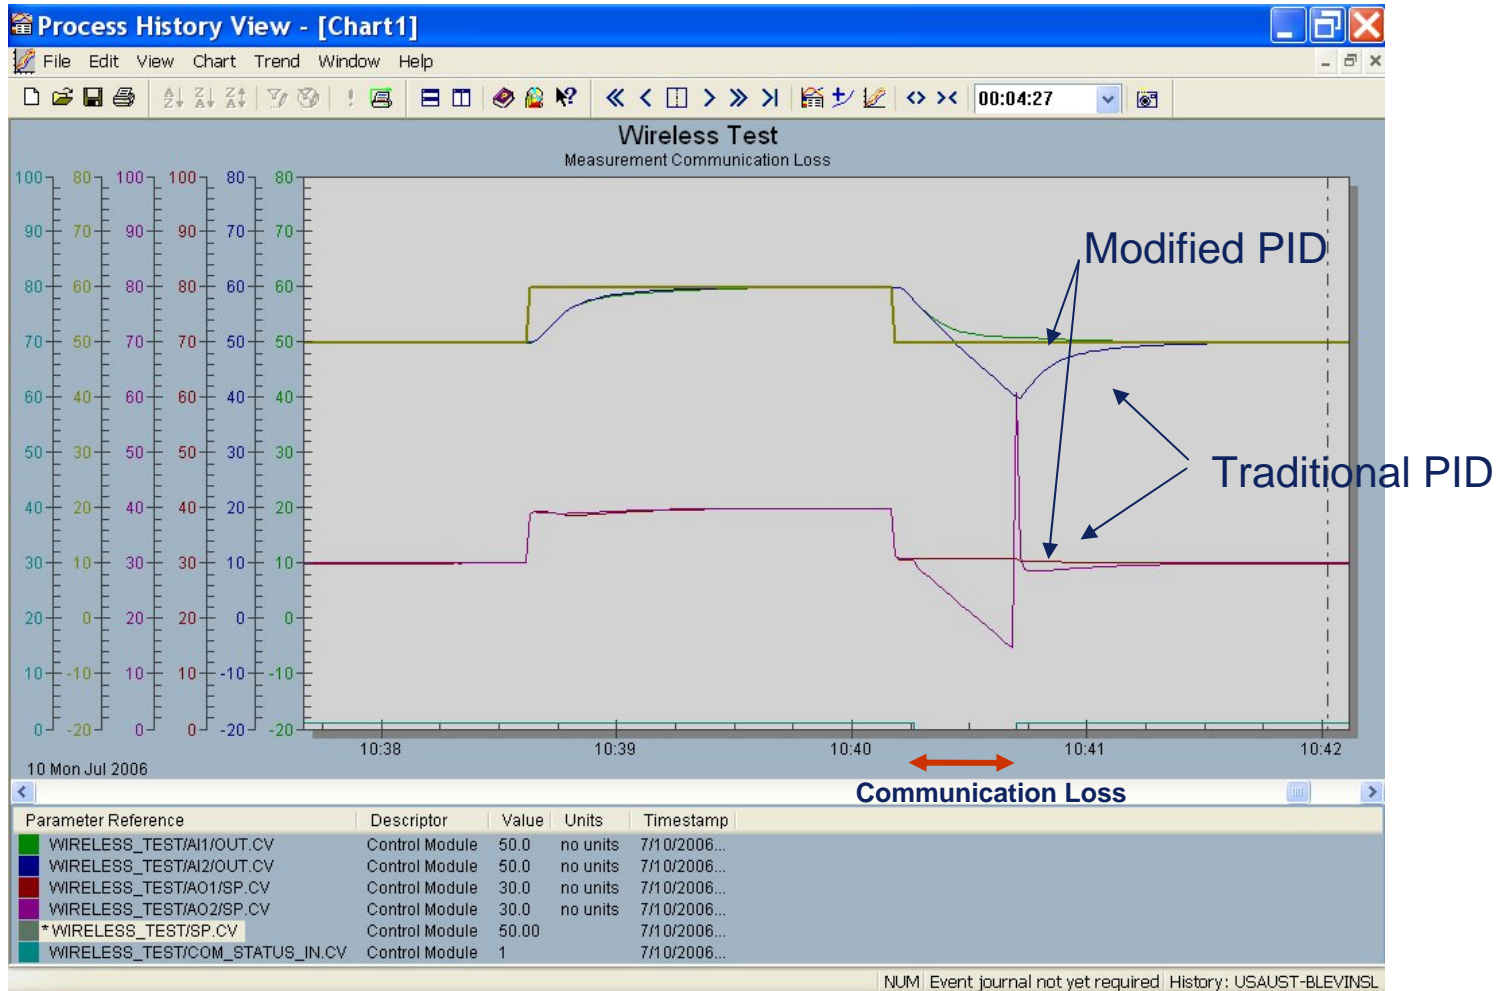 Process History View - [Chart1]
File Edit View Chart Trend Window Help
00:04:27
Wireless Test
Measurement Communication Loss
100 80 100 100 80 80
90 70 90 90 70 70
80 60 80 80 60 60
70 50 70 70 50 50
60 40 60 60 40 40
50 30 50 50 30 30
40 20 40 40 20 20
30 10 30 30 10 10
20 0 20 20 0 0
10 -10 10 10 -10 -10
0 -20 0 0 -20 -20
Modified PID
Traditional PID
10:38 10:39 10:40 10:41 10:42
10 Mon Jul 2006
Communication Loss
Parameter Reference Descriptor Value Units Timestamp
WIRELESS_TEST/AI1/OUT.CV Control Module 50.0 no units 7/10/2006...
WIRELESS_TEST/AI2/OUT.CV Control Module 50.0 no units 7/10/2006...
WIRELESS_TEST/AO1/SP.CV Control Module 30.0 no units 7/10/2006...
WIRELESS_TEST/AO2/SP.CV Control Module 30.0 no units 7/10/2006...
* WIRELESS_TEST/SP.CV Control Module 50.00 7/10/2006...
WIRELESS_TEST/COM_STATUS_IN.CV Control Module 1 7/10/2006...
NUM Event journal not yet required History: USAUST-BLEVINSL